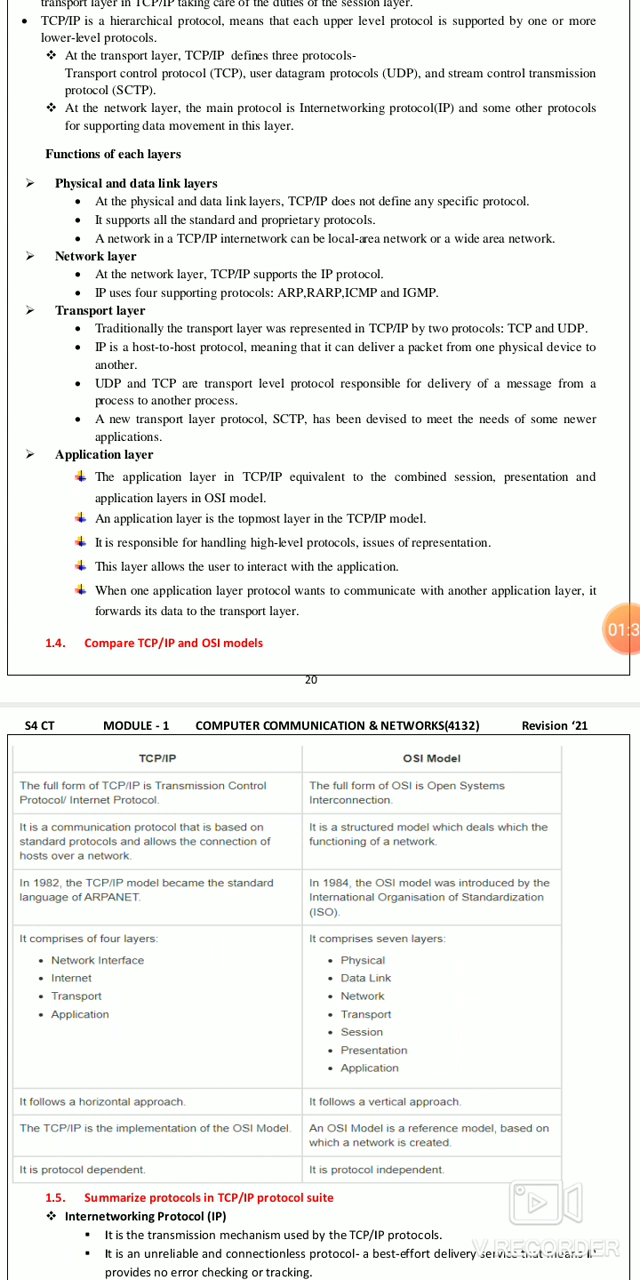 transport layer in TCP/IP taking care of the duties of the session layer.
• TCP/IP is a hierarchical protocol, means that each upper level protocol is supported by one or more
lower-level protocols.
❖ At the transport layer, TCP/IP defines three protocols-
Transport control protocol (TCP), user datagram protocols (UDP), and stream control transmission
protocol (SCTP).
❖ At the network layer, the main protocol is Internetworking protocol(IP) and some other protocols
for supporting data movement in this layer.
Functions of each layers
➢ Physical and data link layers
• At the physical and data link layers, TCP/IP does not define any specific protocol.
• It supports all the standard and proprietary protocols.
• A network in a TCP/IP internetwork can be local-area network or a wide area network.
➢ Network layer
• At the network layer, TCP/IP supports the IP protocol.
• IP uses four supporting protocols: ARP,RARP,ICMP and IGMP.
➢ Transport layer
• Traditionally the transport layer was represented in TCP/IP by two protocols: TCP and UDP.
• IP is a host-to-host protocol, meaning that it can deliver a packet from one physical device to
another.
• UDP and TCP are transport level protocol responsible for delivery of a message from a
process to another process.
• A new transport layer protocol, SCTP, has been devised to meet the needs of some newer
applications.
➢ Application layer
The application layer in TCP/IP equivalent to the combined session, presentation and
application layers in OSI model.
An application layer is the topmost layer in the TCP/IP model.
It is responsible for handling high-level protocols, issues of representation.
This layer allows the user to interact with the application.
When one application layer protocol wants to communicate with another application layer, it
forwards its data to the transport layer.
01:3
1.4. Compare TCP/IP and OSI models
20
S4 CT MODULE - 1 COMPUTER COMMUNICATION & NETWORKS(4132) Revision ‘21
TCP/IP OSI Model
The full form of TCP/IP is Transmission Control
Protocol/ Internet Protocol.
The full form of OSI is Open Systems
Interconnection.
It is a communication protocol that is based on
standard protocols and allows the connection of
hosts over a network.
It is a structured model which deals which the
functioning of a network.
In 1982, the TCP/IP model became the standard
language of ARPANET.
In 1984, the OSI model was introduced by the
International Organisation of Standardization
(ISO).
It comprises of four layers:
• Network Interface
• Internet
• Transport
• Application
It comprises seven layers:
• Physical
• Data Link
• Network
• Transport
• Session
• Presentation
• Application
It follows a horizontal approach.
It follows a vertical approach.
The TCP/IP is the implementation of the OSI Model.
An OSI Model is a reference model, based on
which a network is created.
It is protocol dependent.
It is protocol independent.
1.5. Summarize protocols in TCP/IP protocol suite
❖ Internetworking Protocol (IP)
▪ It is the transmission mechanism used by the TCP/IP protocols.
▪ It is an unreliable and connectionless protocol- a best-effort delivery service that means IP
provides no error checking or tracking.
V RECORDER